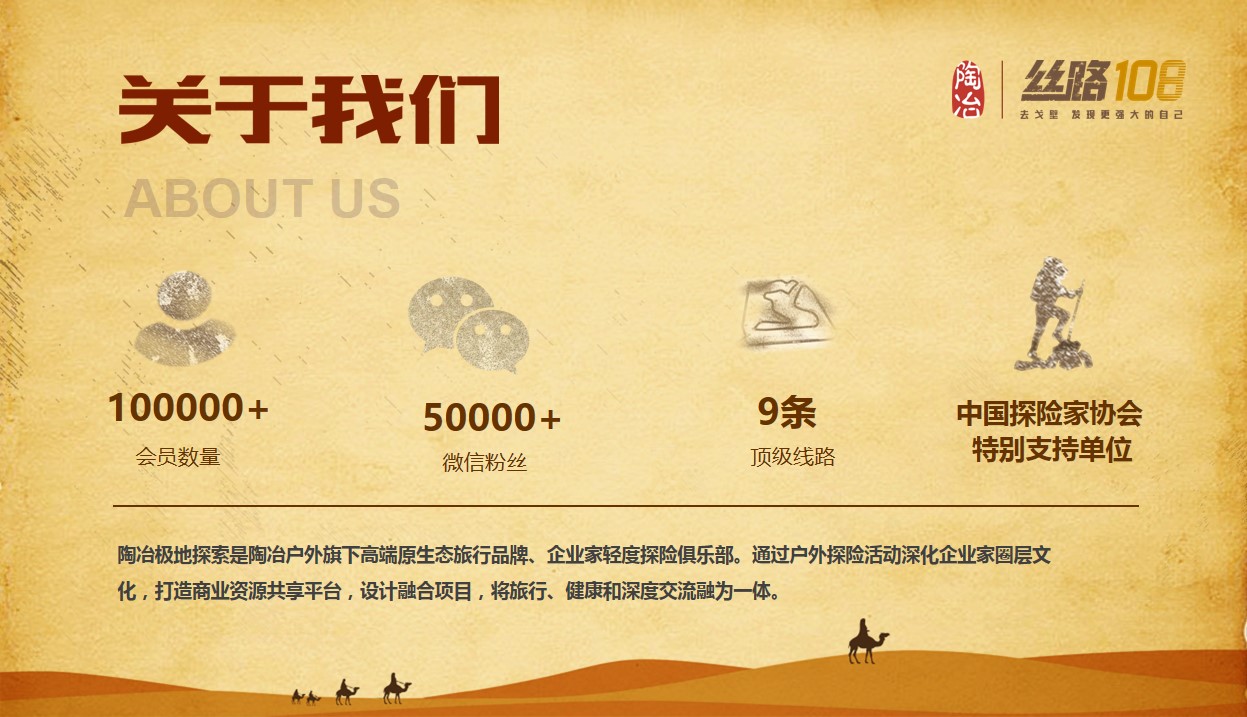 关于我们
ABOUT US
陶冶
丝路108
去戈壁 发现更强大的自己
100000+
会员数量
50000+
微信粉丝
9条
顶级线路
中国探险家协会
特别支持单位
陶冶极地探索是陶冶户外旗下高端原生态旅行品牌、企业家轻度探险俱乐部。通过户外探险活动深化企业家圈层文
化，打造商业资源共享平台，设计融合项目，将旅行、健康和深度交流融为一体。